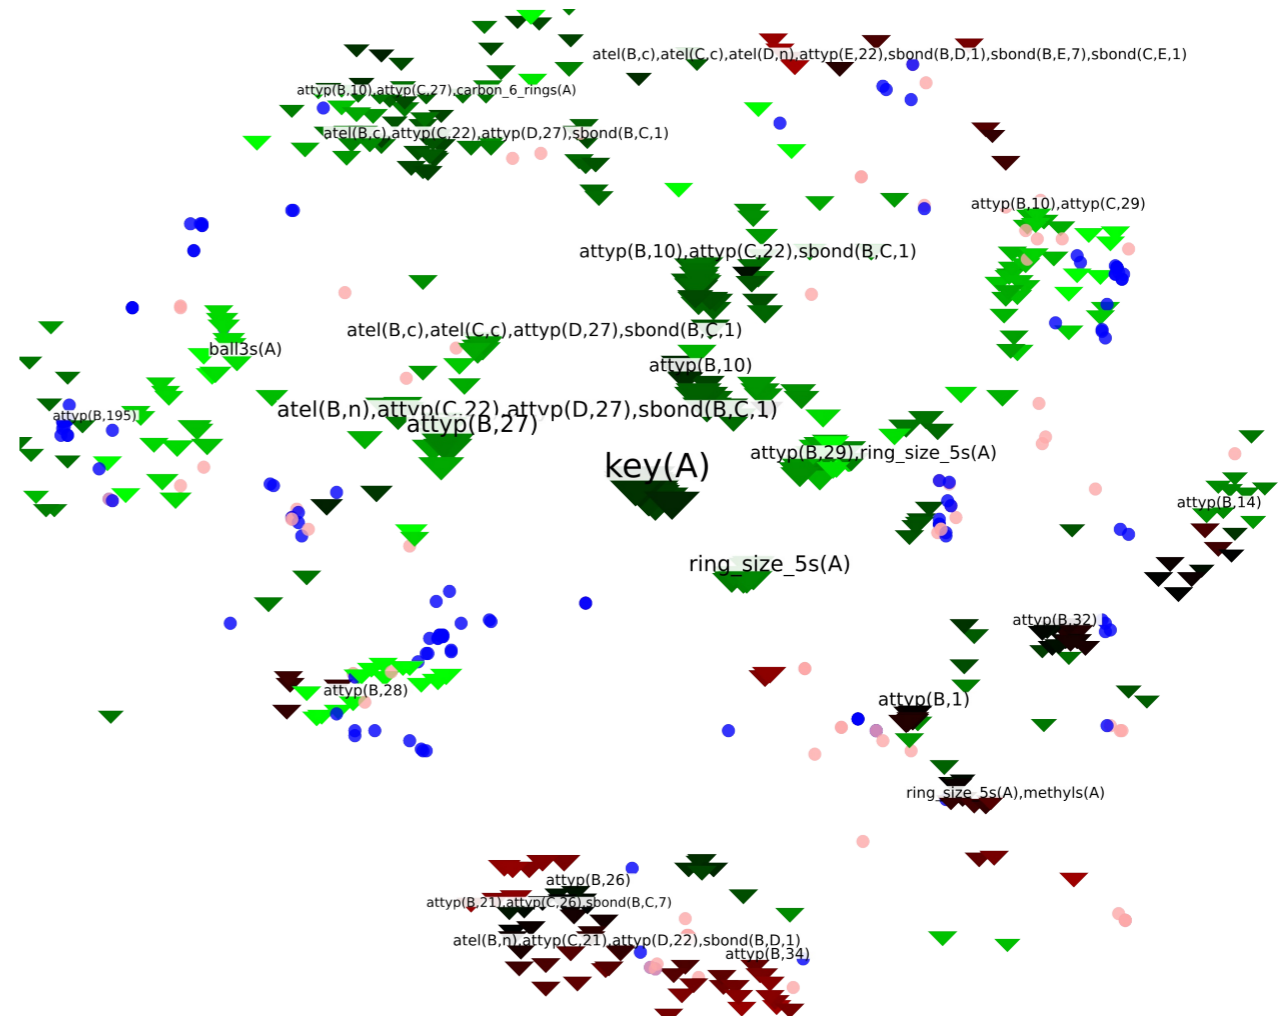 atel(B,c),atel(C,c),atel(D,n),attyp(E,22),sbond(B,D,1),sbond(B,E,7),sbond(C,E,1)
attyp(B,10),attyp(C,27),carbon_6_rings(A)
atel(B,c),attyp(C,22),attyp(D,27),sbond(B,C,1)
attyp(B,10),attyp(C,29)
attyp(B,10),attyp(C,22),sbond(B,C,1)
atel(B,c),atel(C,c),attyp(D,27),sbond(B,C,1)
ball3s(A)
attyp(B,10)
atel(B,n),attyp(C,22),attyp(D,27),sbond(B,C,1)
attyp(B,195)
attyp(B,27)
attyp(B,29),ring_size_5s(A)
key(A)
attyp(B,14)
ring_size_5s(A)
attyp(B,32)
attyp(B,28)
attyp(B,1)
ring_size_5s(A),methyls(A)
attyp(B,26)
attyp(B,21),attyp(C,26),sbond(B,C,7)
atel(B,n),attyp(C,21),attyp(D,22),sbond(B,D,1)
attyp(B,34)